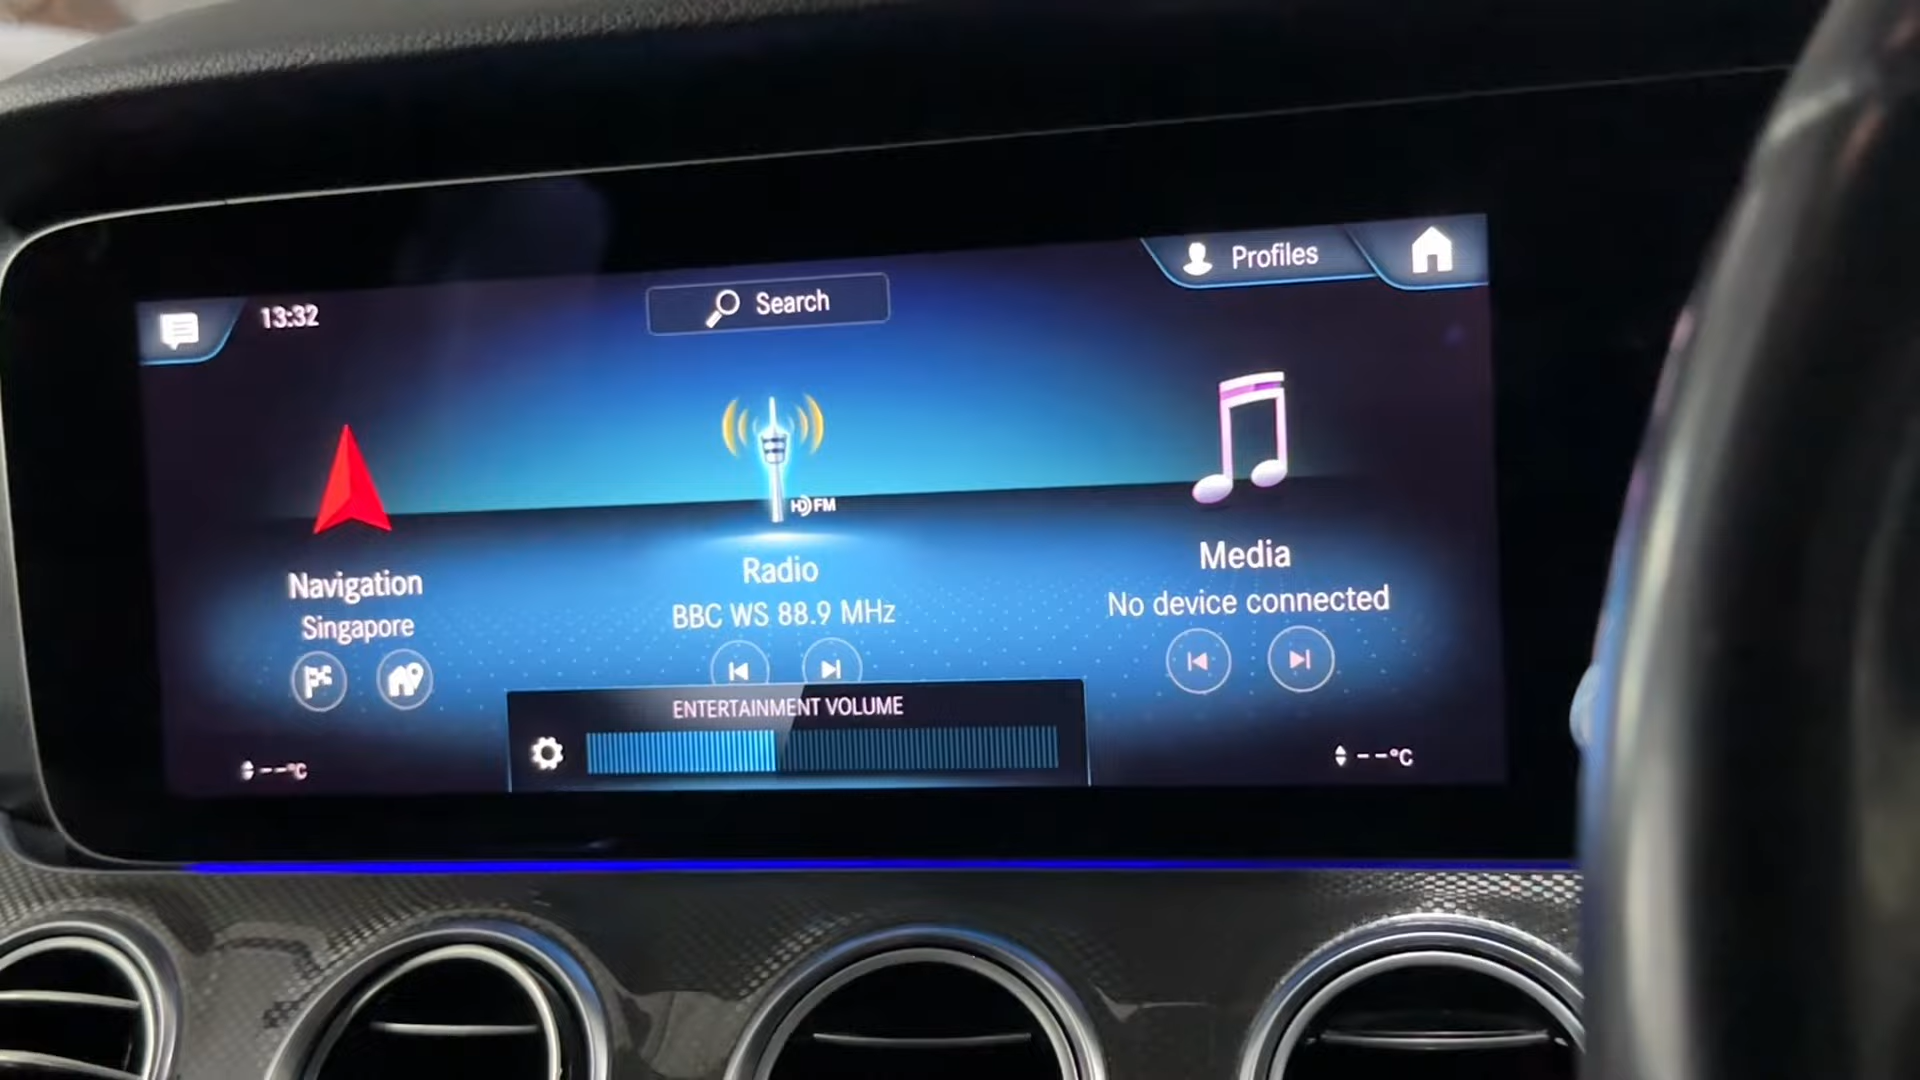 Profiles
13:32
Search
HD FM
Navigation
Singapore
Radio
BBC WS 88.9 MHz
Media
No device connected
ENTERTAINMENT VOLUME
--°C
--°C